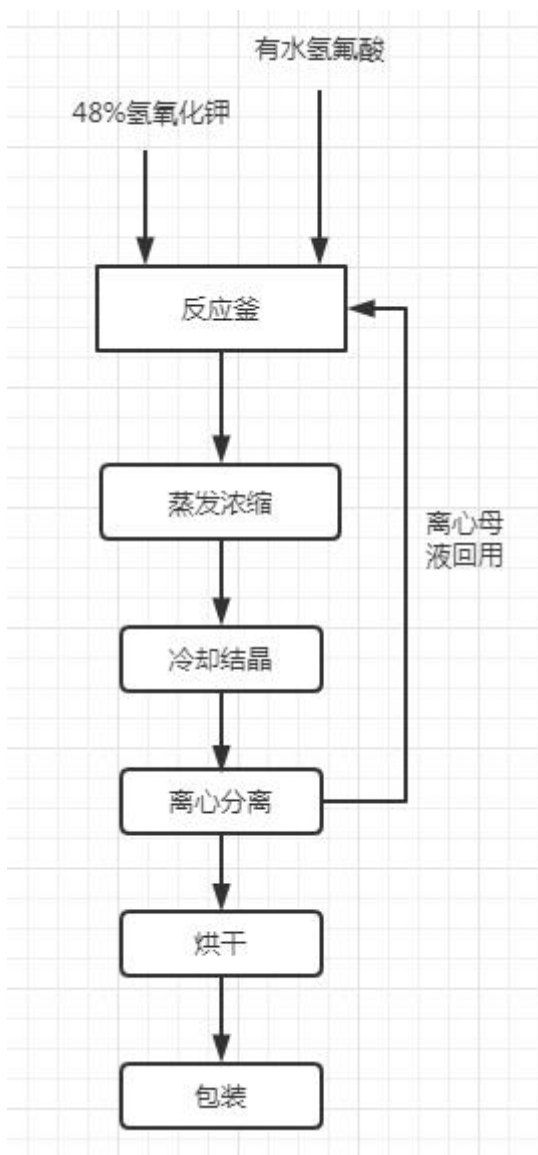 有水氢氟酸
48%氢氧化钾
反应釜
蒸发浓缩
离心母
液回用
冷却结晶
离心分离
烘干
包装